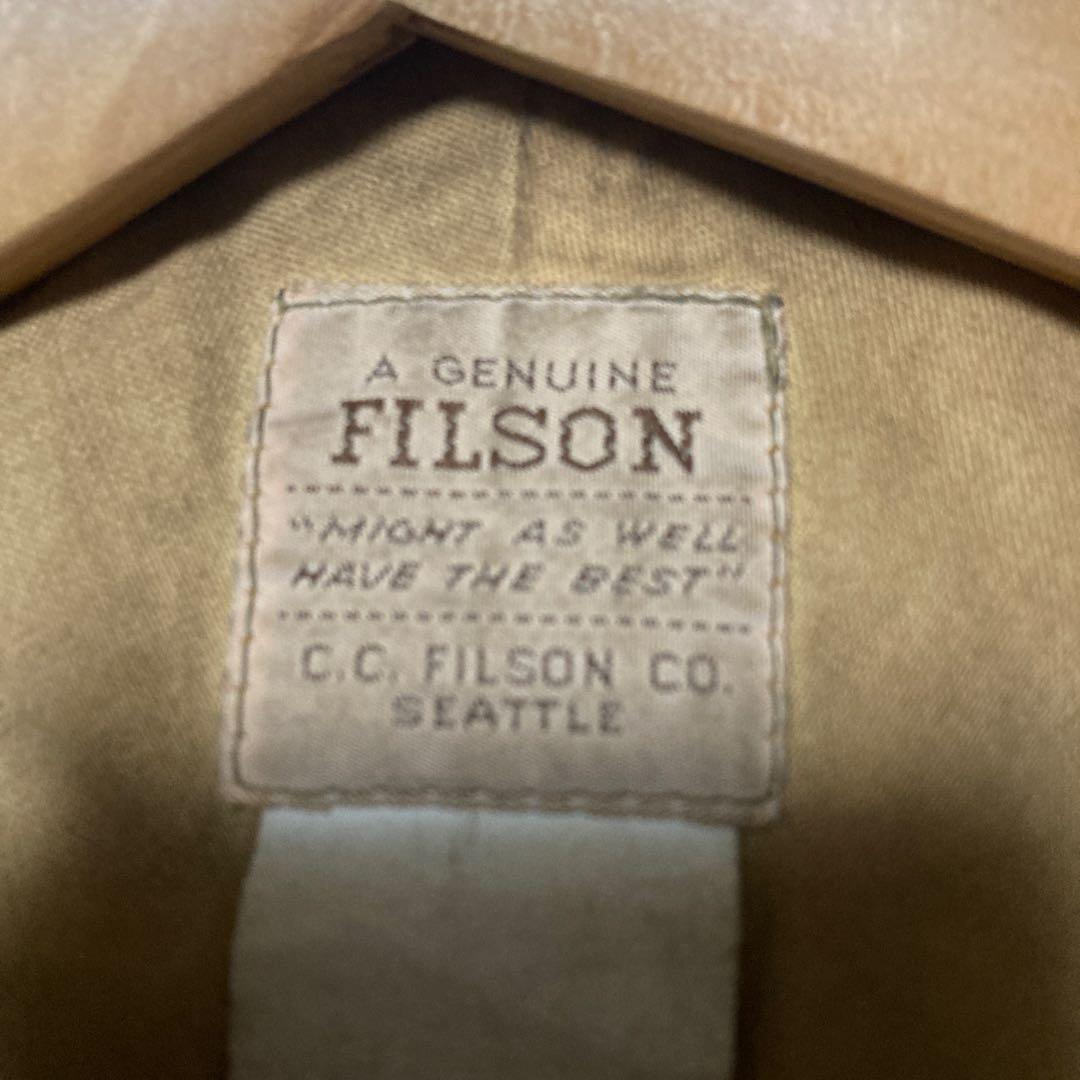 A GENUINE
FILSON
"MIGHT AS WELL
HAVE THE BEST"
C.C. FILSON CO.
SEATTLE